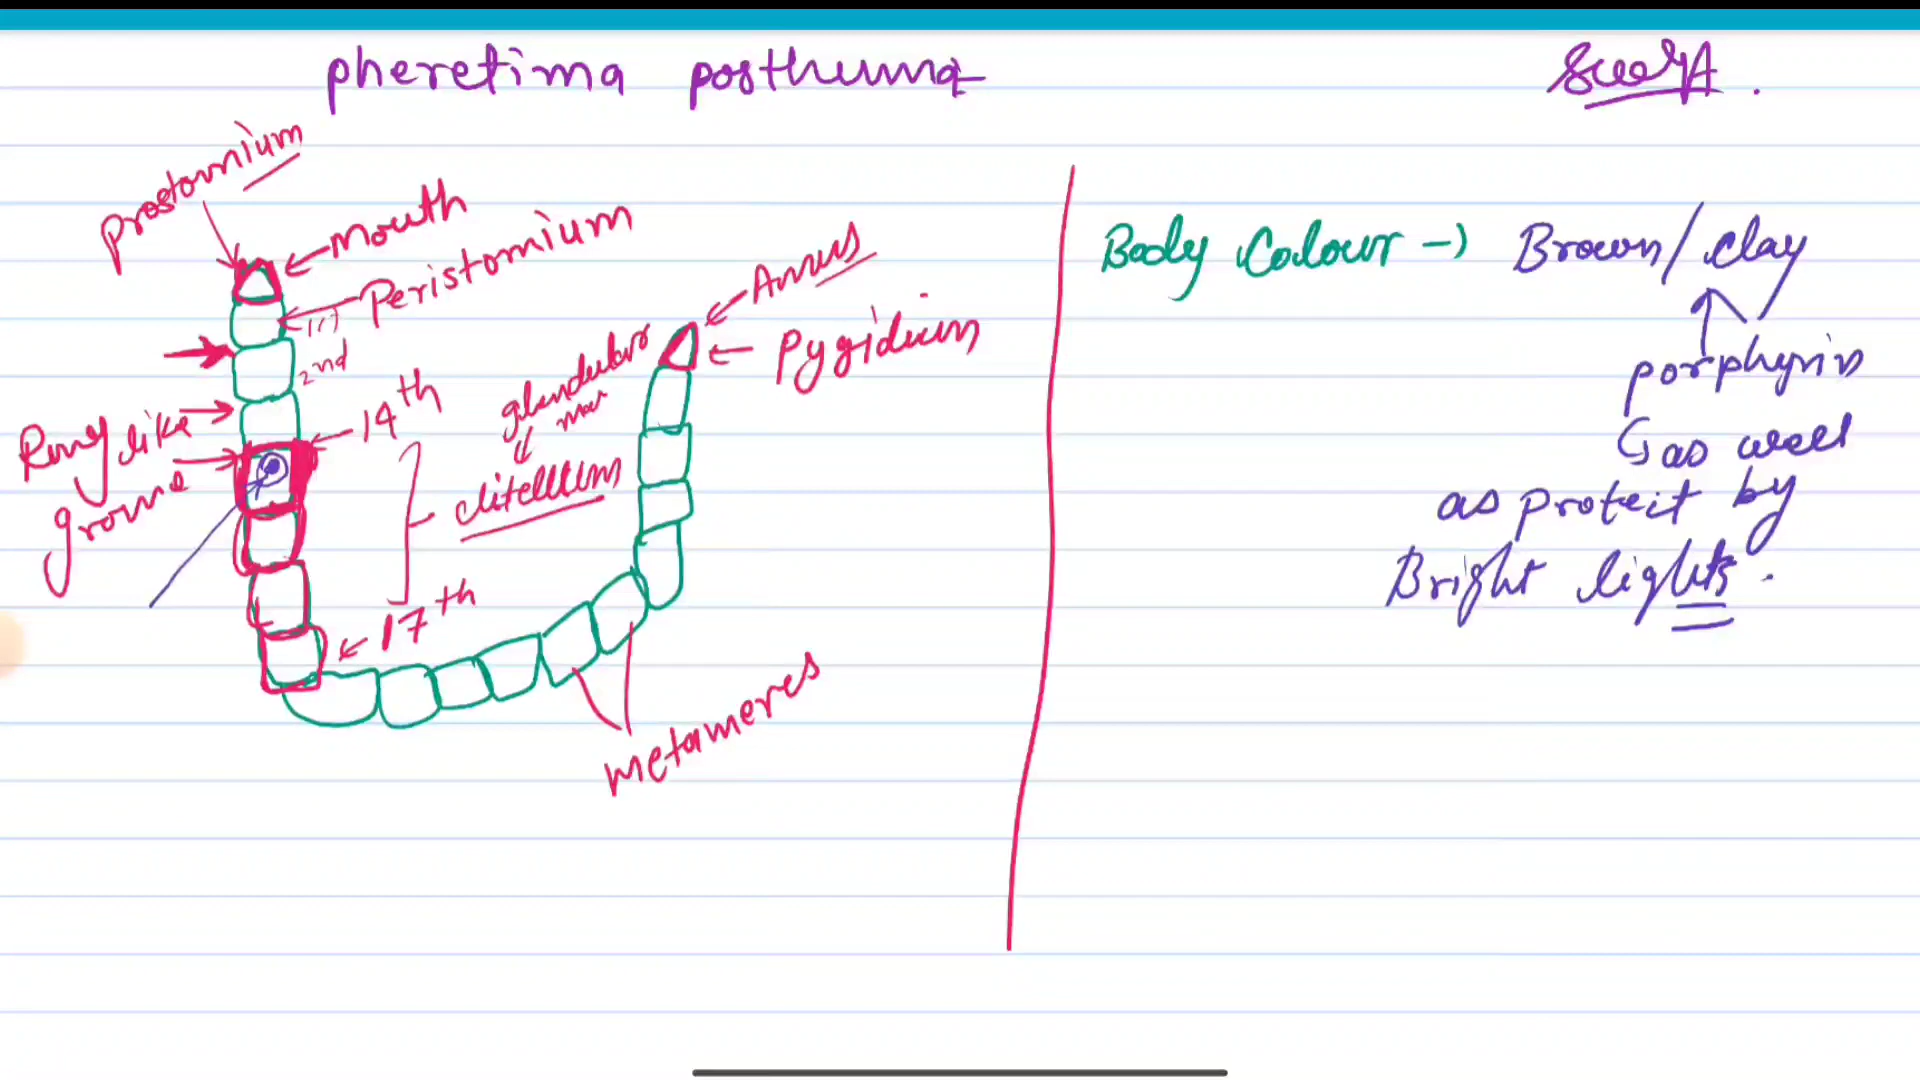 pheretima posthuma
Prostomium
Mouth
Peristomium
1st
2nd
Ring like
groove
14th
17th
glandular
clitellum
Anus
Pygidium
metameres
Body Colour → Brown/clay
porphyrin
as well
as protect by
Bright lights.